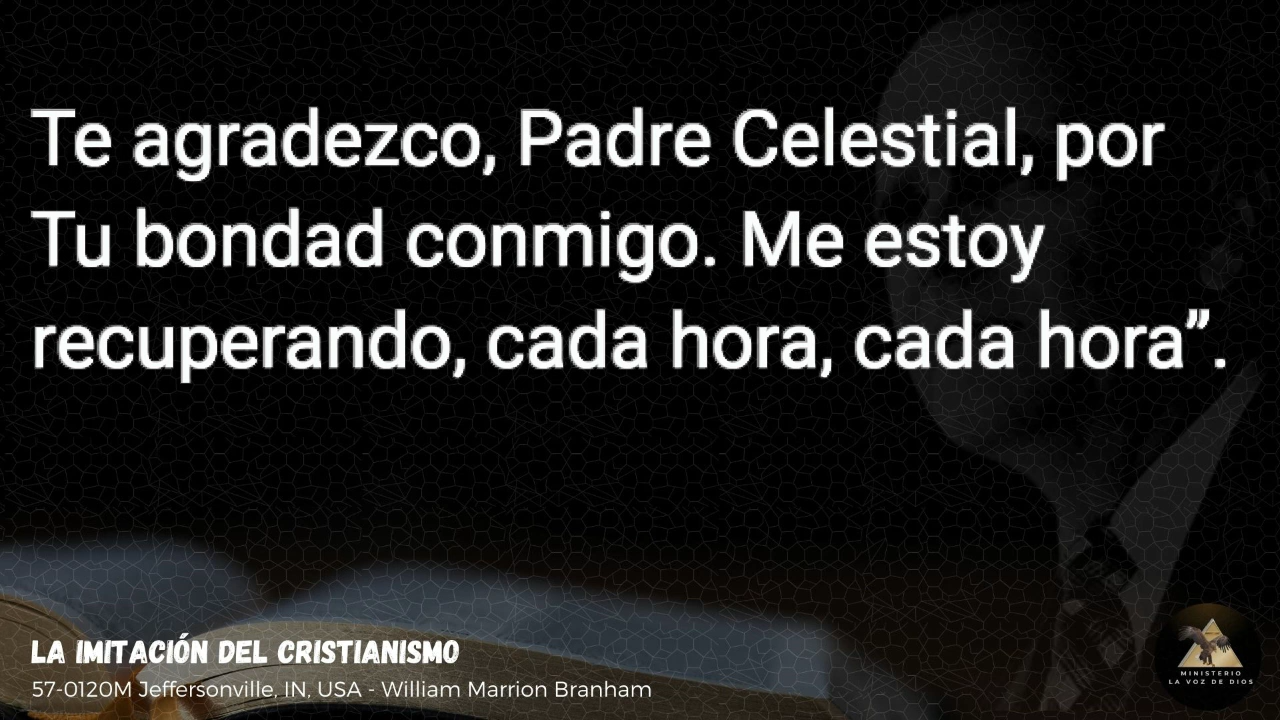 Te agradezco, Padre Celestial, por
Tu bondad conmigo. Me estoy
recuperando, cada hora, cada hora”.
LA IMITACIÓN DEL CRISTIANISMO
57-0120M Jeffersonville, IN, USA - William Marrion Branham
MINISTERIO
LA VOZ DE DIOS